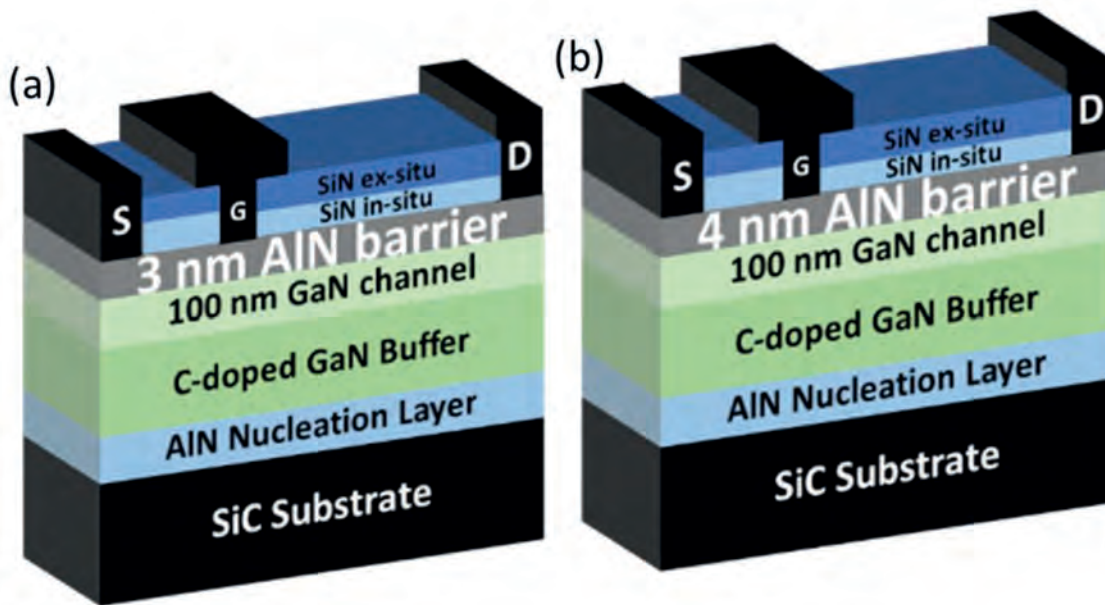 (a)
S
G
D
SiN ex-situ
SiN in-situ
3 nm AlN barrier
100 nm GaN channel
C-doped GaN Buffer
AlN Nucleation Layer
SiC Substrate
(b)
S
G
D
SiN ex-situ
SiN in-situ
4 nm AlN barrier
100 nm GaN channel
C-doped GaN Buffer
AlN Nucleation Layer
SiC Substrate